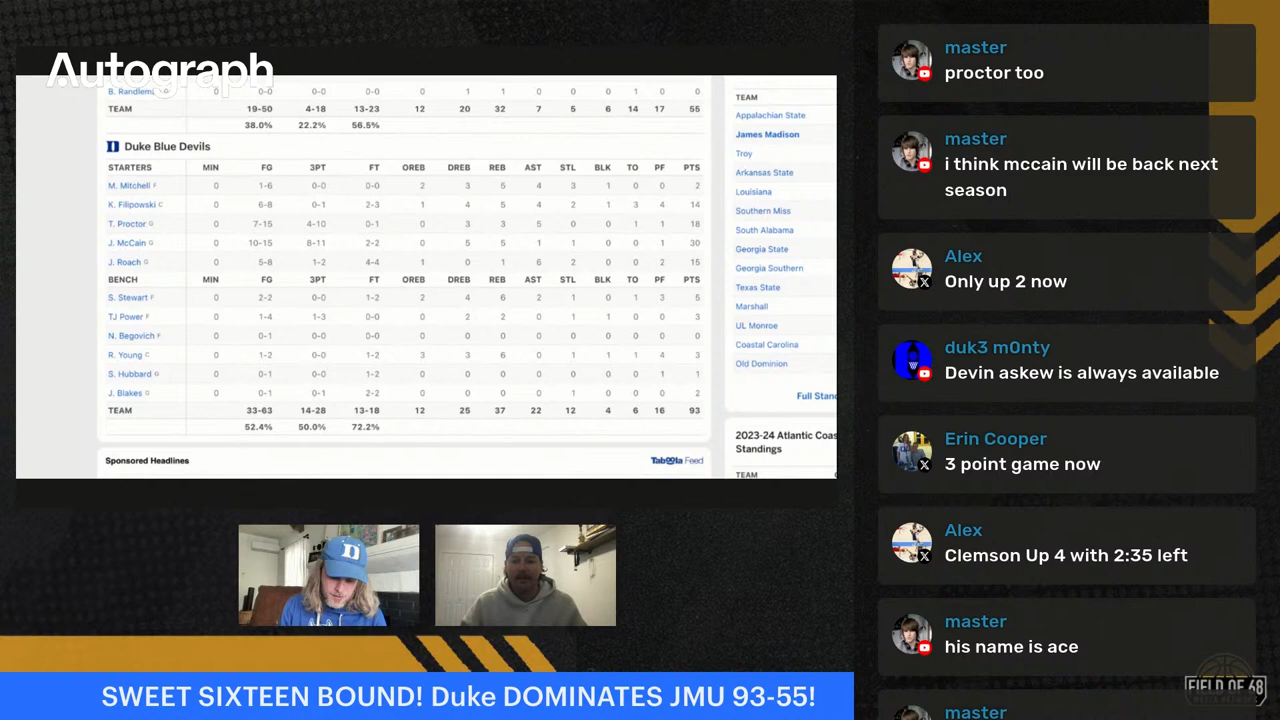 Autograph
B. Randlem 0 0-0 0-0 0-0 0 1 1 0 0 0 1 0 0
TEAM 19-50 4-18 13-23 12 20 32 7 5 6 14 17 55
38.0% 22.2% 56.5%
Duke Blue Devils
STARTERS MIN FG 3PT FT OREB DREB REB AST STL BLK TO PF PTS
M. Mitchell F 0 1-6 0-0 0-0 2 3 5 4 3 1 0 0 2
K. Filipowski C 0 6-8 0-1 2-3 1 4 5 4 2 1 3 4 14
T. Proctor G 0 7-15 4-10 0-1 0 3 3 5 0 0 1 1 18
J. McCain G 0 10-15 8-11 2-2 0 5 5 1 1 0 0 2 30
J. Roach G 0 5-8 1-2 4-4 1 0 1 6 2 0 0 2 15
BENCH MIN FG 3PT FT OREB DREB REB AST STL BLK TO PF PTS
S. Stewart F 0 2-2 0-0 1-2 2 4 6 2 1 0 1 3 5
TJ Power F 0 1-4 1-3 0-0 0 2 2 0 1 1 0 0 3
N. Begovich F 0 0-1 0-0 0-0 0 0 0 0 0 0 0 0 0
R. Young C 0 1-2 0-0 1-2 3 3 6 0 1 1 1 4 3
S. Hubbard G 0 0-1 0-0 1-2 0 0 0 0 1 0 0 1 1
J. Blakes G 0 0-1 0-1 2-2 0 0 0 0 1 0 0 0 2
TEAM 33-63 14-28 13-18 12 25 37 22 12 4 6 16 93
52.4% 50.0% 72.2%
Sponsored Headlines
Taboola Feed
TEAM
Appalachian State
James Madison
Troy
Arkansas State
Louisiana
Southern Miss
South Alabama
Georgia State
Georgia Southern
Texas State
Marshall
UL Monroe
Coastal Carolina
Old Dominion
Full Stan
2023-24 Atlantic Coas
Standings
TEAM
D
SWEET SIXTEEN BOUND! Duke DOMINATES JMU 93-55!
master
proctor too
master
i think mccain will be back next
season
Alex
Only up 2 now
duk3 m0nty
Devin askew is always available
Erin Cooper
3 point game now
Alex
Clemson Up 4 with 2:35 left
master
his name is ace
master
FIELD OF 68